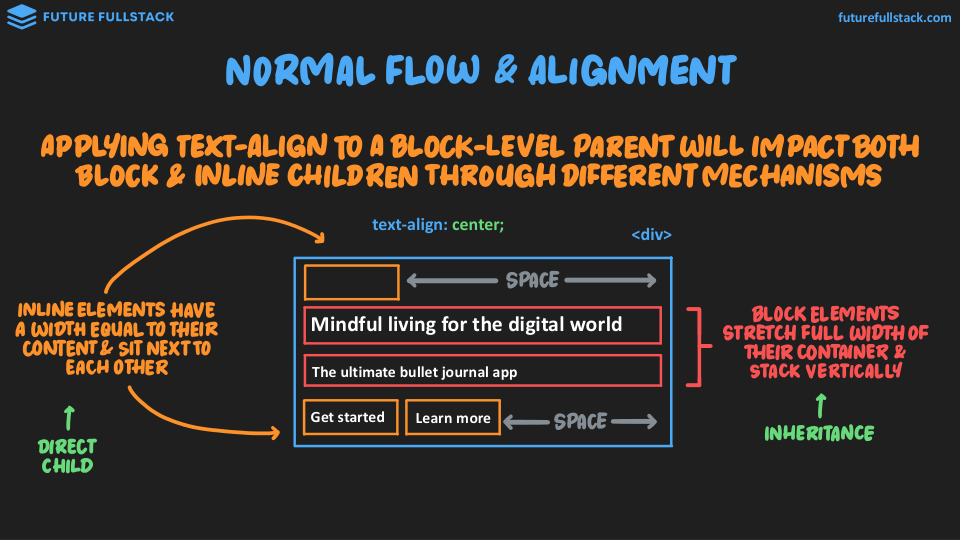 FUTURE FULLSTACK
futurefullstack.com
NORMAL FLOW & ALIGNMENT
APPLYING TEXT-ALIGN TO A BLOCK-LEVEL PARENT WILL IMPACT BOTH
BLOCK & INLINE CHILDREN THROUGH DIFFERENT MECHANISMS
text-align: center;
<div>
SPACE
INLINE ELEMENTS HAVE
A WIDTH EQUAL TO THEIR
CONTENT & SIT NEXT TO
EACH OTHER
Mindful living for the digital world
The ultimate bullet journal app
Get started
Learn more
SPACE
BLOCK ELEMENTS
STRETCH FULL WIDTH OF
THEIR CONTAINER &
STACK VERTICALLY
DIRECT
CHILD
INHERITANCE